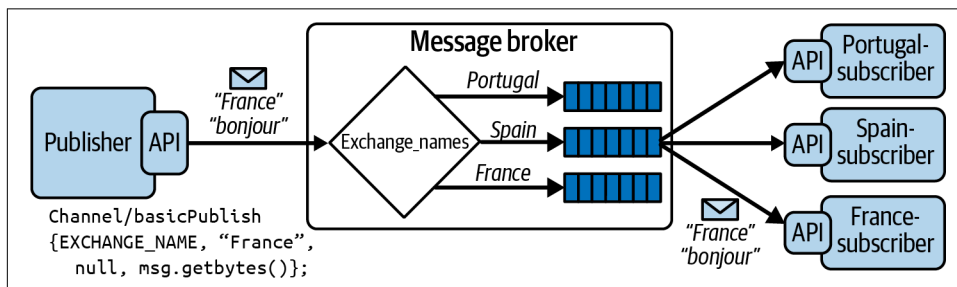 Message broker
“France”
“bonjour”
Publisher
API
Exchange_names
Portugal
Spain
France
API
Portugal-
subscriber
API
Spain-
subscriber
API
France-
subscriber
“France”
“bonjour”
Channel/basicPublish
{EXCHANGE_NAME, “France”,
null, msg.getbytes()};